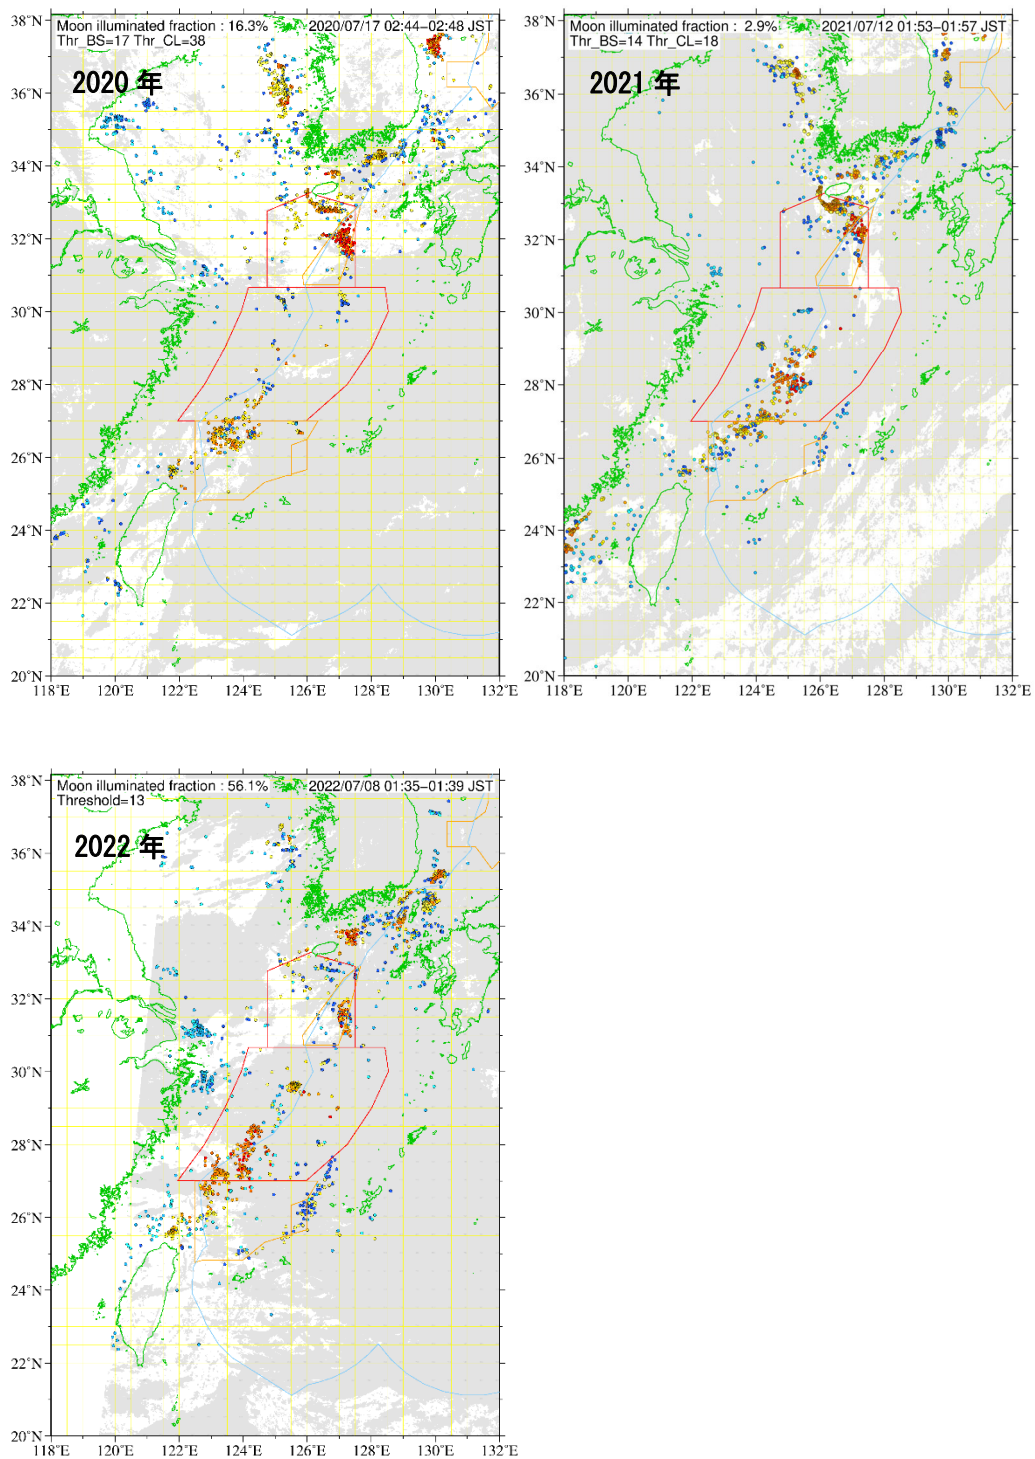 Moon illuminated fraction : 16.3% 2020/07/17 02:44-02:48 JST
Thr_BS=17 Thr_CL=38
2020 年
38°N
36°N
34°N
32°N
30°N
28°N
26°N
24°N
22°N
20°N
118°E 120°E 122°E 124°E 126°E 128°E 130°E 132°E
Moon illuminated fraction : 2.9% 2021/07/12 01:53-01:57 JST
Thr_BS=14 Thr_CL=18
2021 年
38°N
36°N
34°N
32°N
30°N
28°N
26°N
24°N
22°N
20°N
118°E 120°E 122°E 124°E 126°E 128°E 130°E 132°E
Moon illuminated fraction : 56.1% 2022/07/08 01:35-01:39 JST
Threshold=13
2022 年
38°N
36°N
34°N
32°N
30°N
28°N
26°N
24°N
22°N
20°N
118°E 120°E 122°E 124°E 126°E 128°E 130°E 132°E